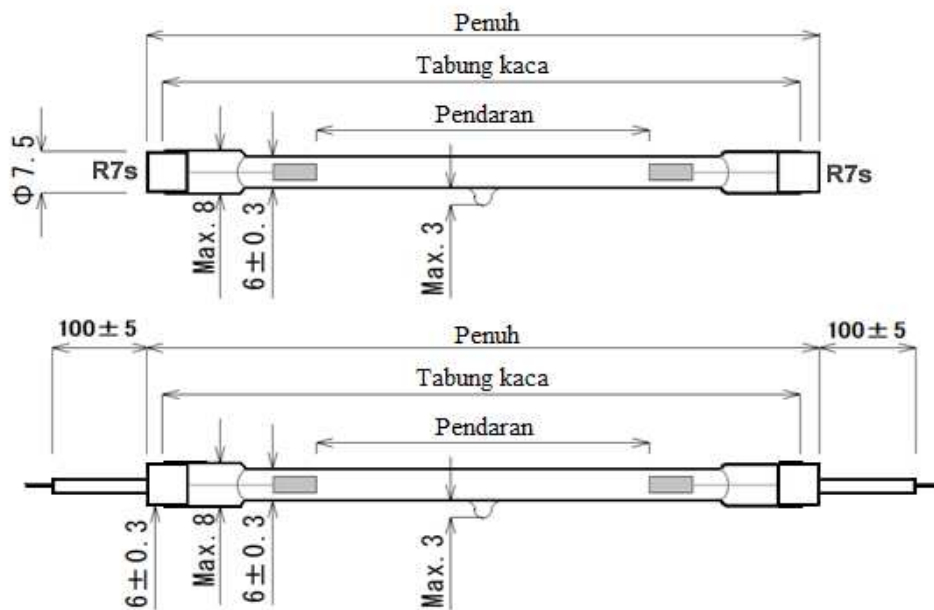 Penuh
Tabung kaca
Pendaran
Φ7.5
R7s
R7s
Max. 8
6±0.3
Max. 3
100±5
Penuh
100±5
Tabung kaca
Pendaran
6±0.3
Max. 8
6±0.3
Max. 3